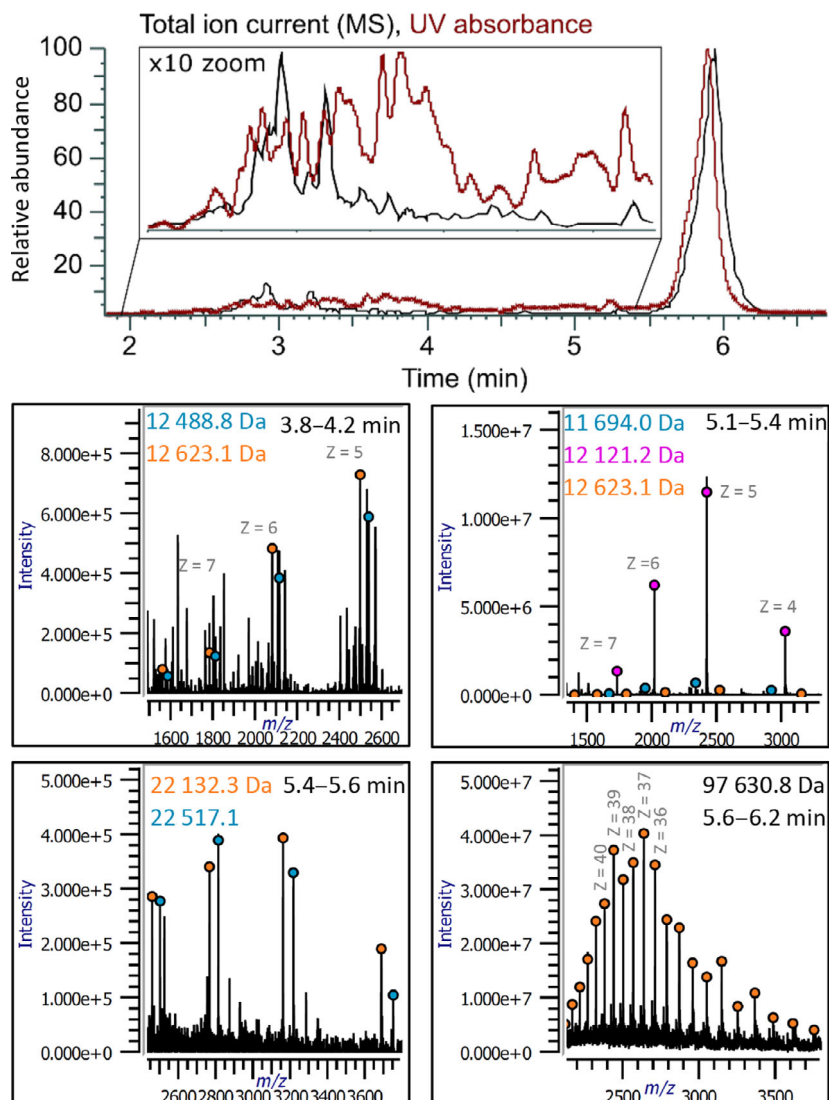 Total ion current (MS), UV absorbance
x10 zoom
Relative abundance
100
80
60
40
20
2 3 4 5 6
Time (min)
12 488.8 Da
12 623.1 Da
3.8–4.2 min
Z = 5
Z = 6
Z = 7
Intensity
8.000e+5
6.000e+5
4.000e+5
2.000e+5
0.000e+0
1600 1800 2000 2200 2400 2600
m/z
11 694.0 Da
12 121.2 Da
12 623.1 Da
5.1–5.4 min
Z = 5
Z =6
Z = 4
Z = 7
Intensity
1.500e+7
1.000e+7
5.000e+6
0.000e+0
1500 2000 2500 3000
m/z
22 132.3 Da
22 517.1
5.4–5.6 min
Intensity
5.000e+5
4.000e+5
3.000e+5
2.000e+5
1.000e+5
0.000e+0
2600 2800 3000 3200 3400 3600
m/z
97 630.8 Da
5.6–6.2 min
Z = 40
Z = 39
Z = 38
Z = 37
Z = 36
Intensity
5.000e+7
4.000e+7
3.000e+7
2.000e+7
1.000e+7
0.000e+0
2500 3000 3500
m/z